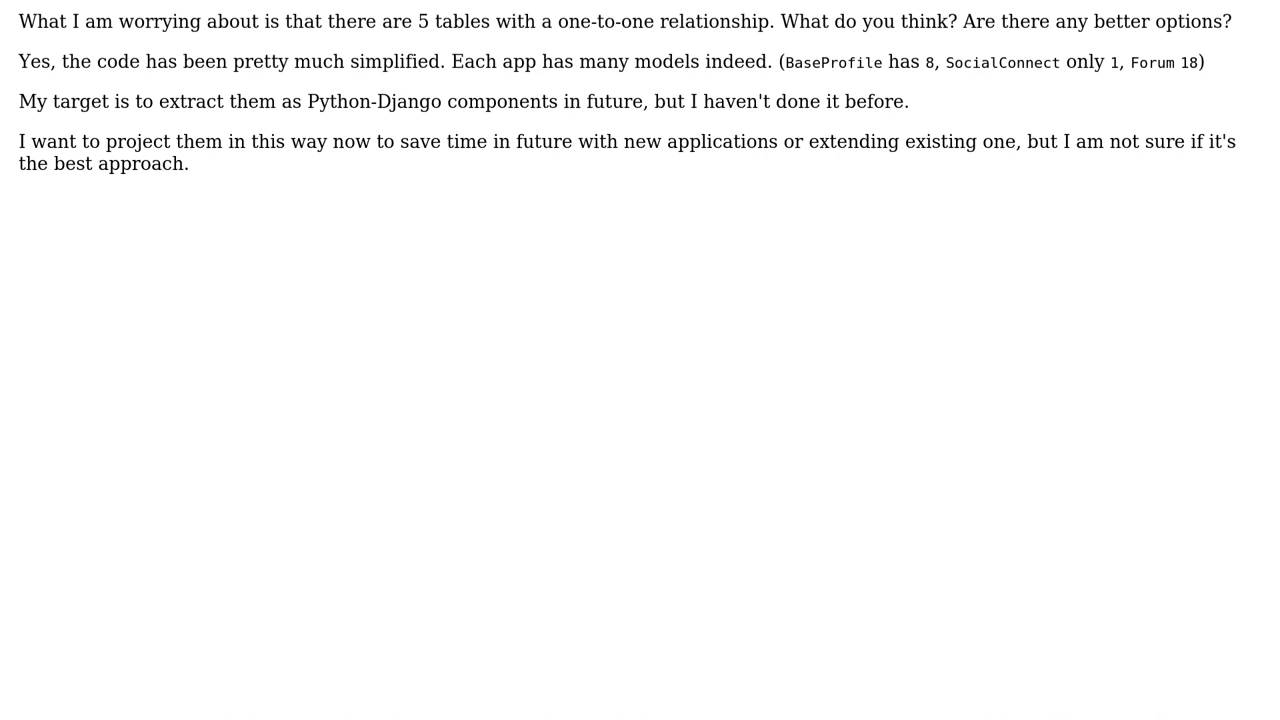 What I am worrying about is that there are 5 tables with a one-to-one relationship. What do you think? Are there any better options?
Yes, the code has been pretty much simplified. Each app has many models indeed. (BaseProfile has 8, SocialConnect only 1, Forum 18)
My target is to extract them as Python-Django components in future, but I haven't done it before.
I want to project them in this way now to save time in future with new applications or extending existing one, but I am not sure if it's
the best approach.